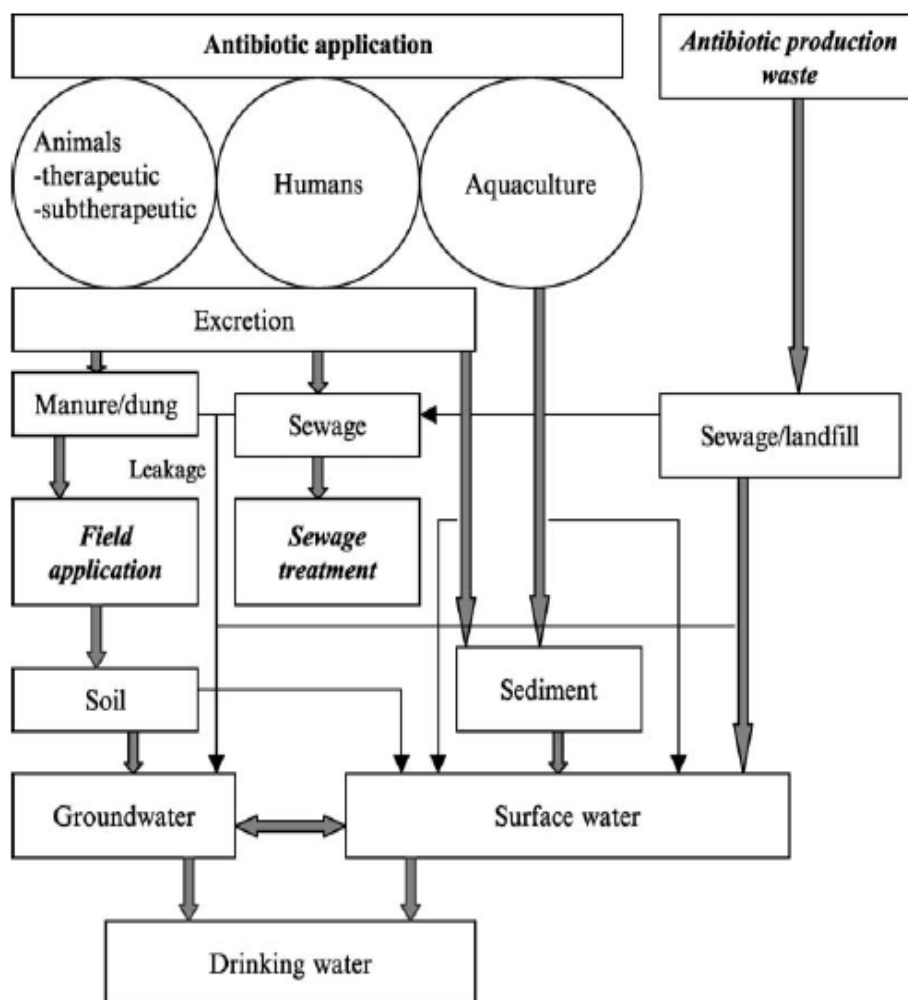 Antibiotic application
Antibiotic production
waste
Animals
-therapeutic
-subtherapeutic
Humans
Aquaculture
Excretion
Manure/dung
Sewage
Sewage/landfill
Leakage
Field
application
Sewage
treatment
Soil
Sediment
Groundwater
Surface water
Drinking water